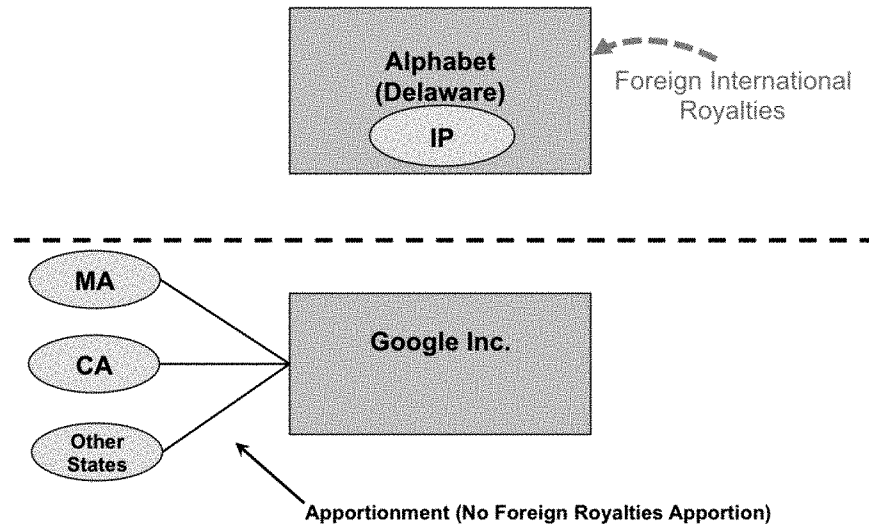 Alphabet
(Delaware)
IP
Foreign International
Royalties
MA
CA
Other
States
Google Inc.
Apportionment (No Foreign Royalties Apportion)